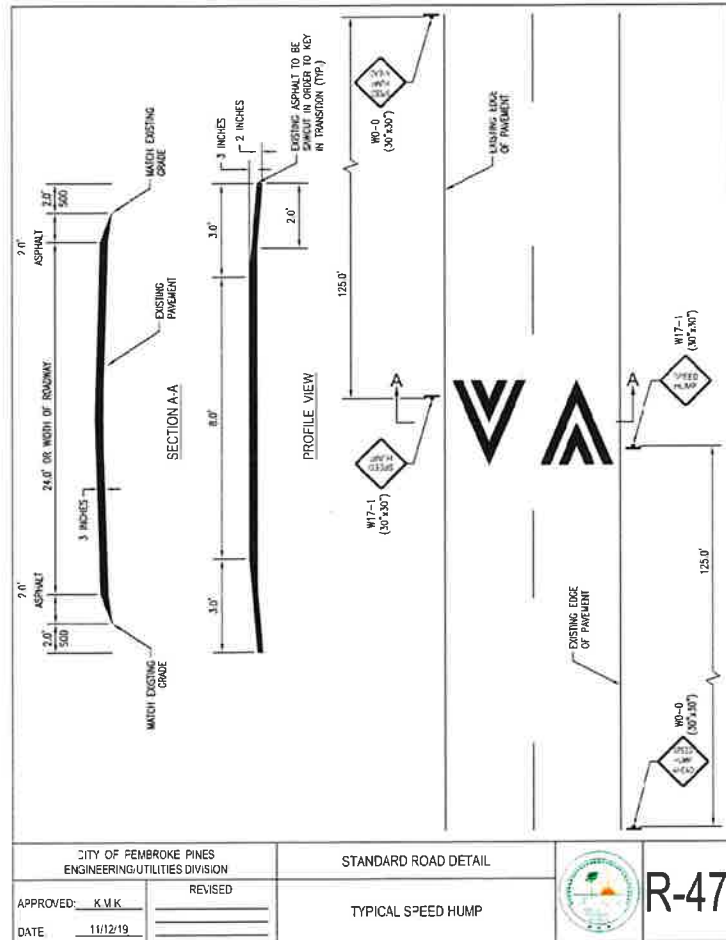 2.0'
ASPHALT
24.0' OR WIDTH OF ROADWAY
2.0'
ASPHALT
2.0'
SOD
2.0'
SOD
MATCH EXISTING
GRADE
MATCH EXISTING
GRADE
3 INCHES
EXISTING
PAVEMENT
SECTION A-A
3.0'
8.0'
3.0'
2.0'
3 INCHES
2 INCHES
EXISTING ASPHALT TO BE
SAWCUT IN ORDER TO KEY
IN TRANSITION (TYP.)
PROFILE VIEW
125.0'
SPEED
HUMP
AHEAD
W0-0
(30"x30")
EXISTING EDGE
OF PAVEMENT
A
SPEED
HUMP
W17-1
(30"x30")
A
SPEED
HUMP
W17-1
(30"x30")
125.0'
EXISTING EDGE
OF PAVEMENT
SPEED
HUMP
AHEAD
W0-0
(30"x30")
CITY OF PEMBROKE PINES
ENGINEERING/UTILITIES DIVISION
STANDARD ROAD DETAIL
APPROVED: K.M.K
REVISED
DATE 11/12/19
TYPICAL SPEED HUMP
R-47